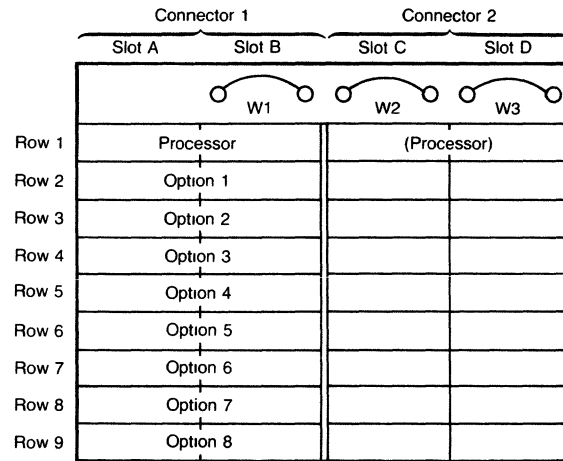 Connector 1 Connector 2
Slot A Slot B Slot C Slot D
W1 W2 W3
Row 1 Processor (Processor)
Row 2 Option 1
Row 3 Option 2
Row 4 Option 3
Row 5 Option 4
Row 6 Option 5
Row 7 Option 6
Row 8 Option 7
Row 9 Option 8